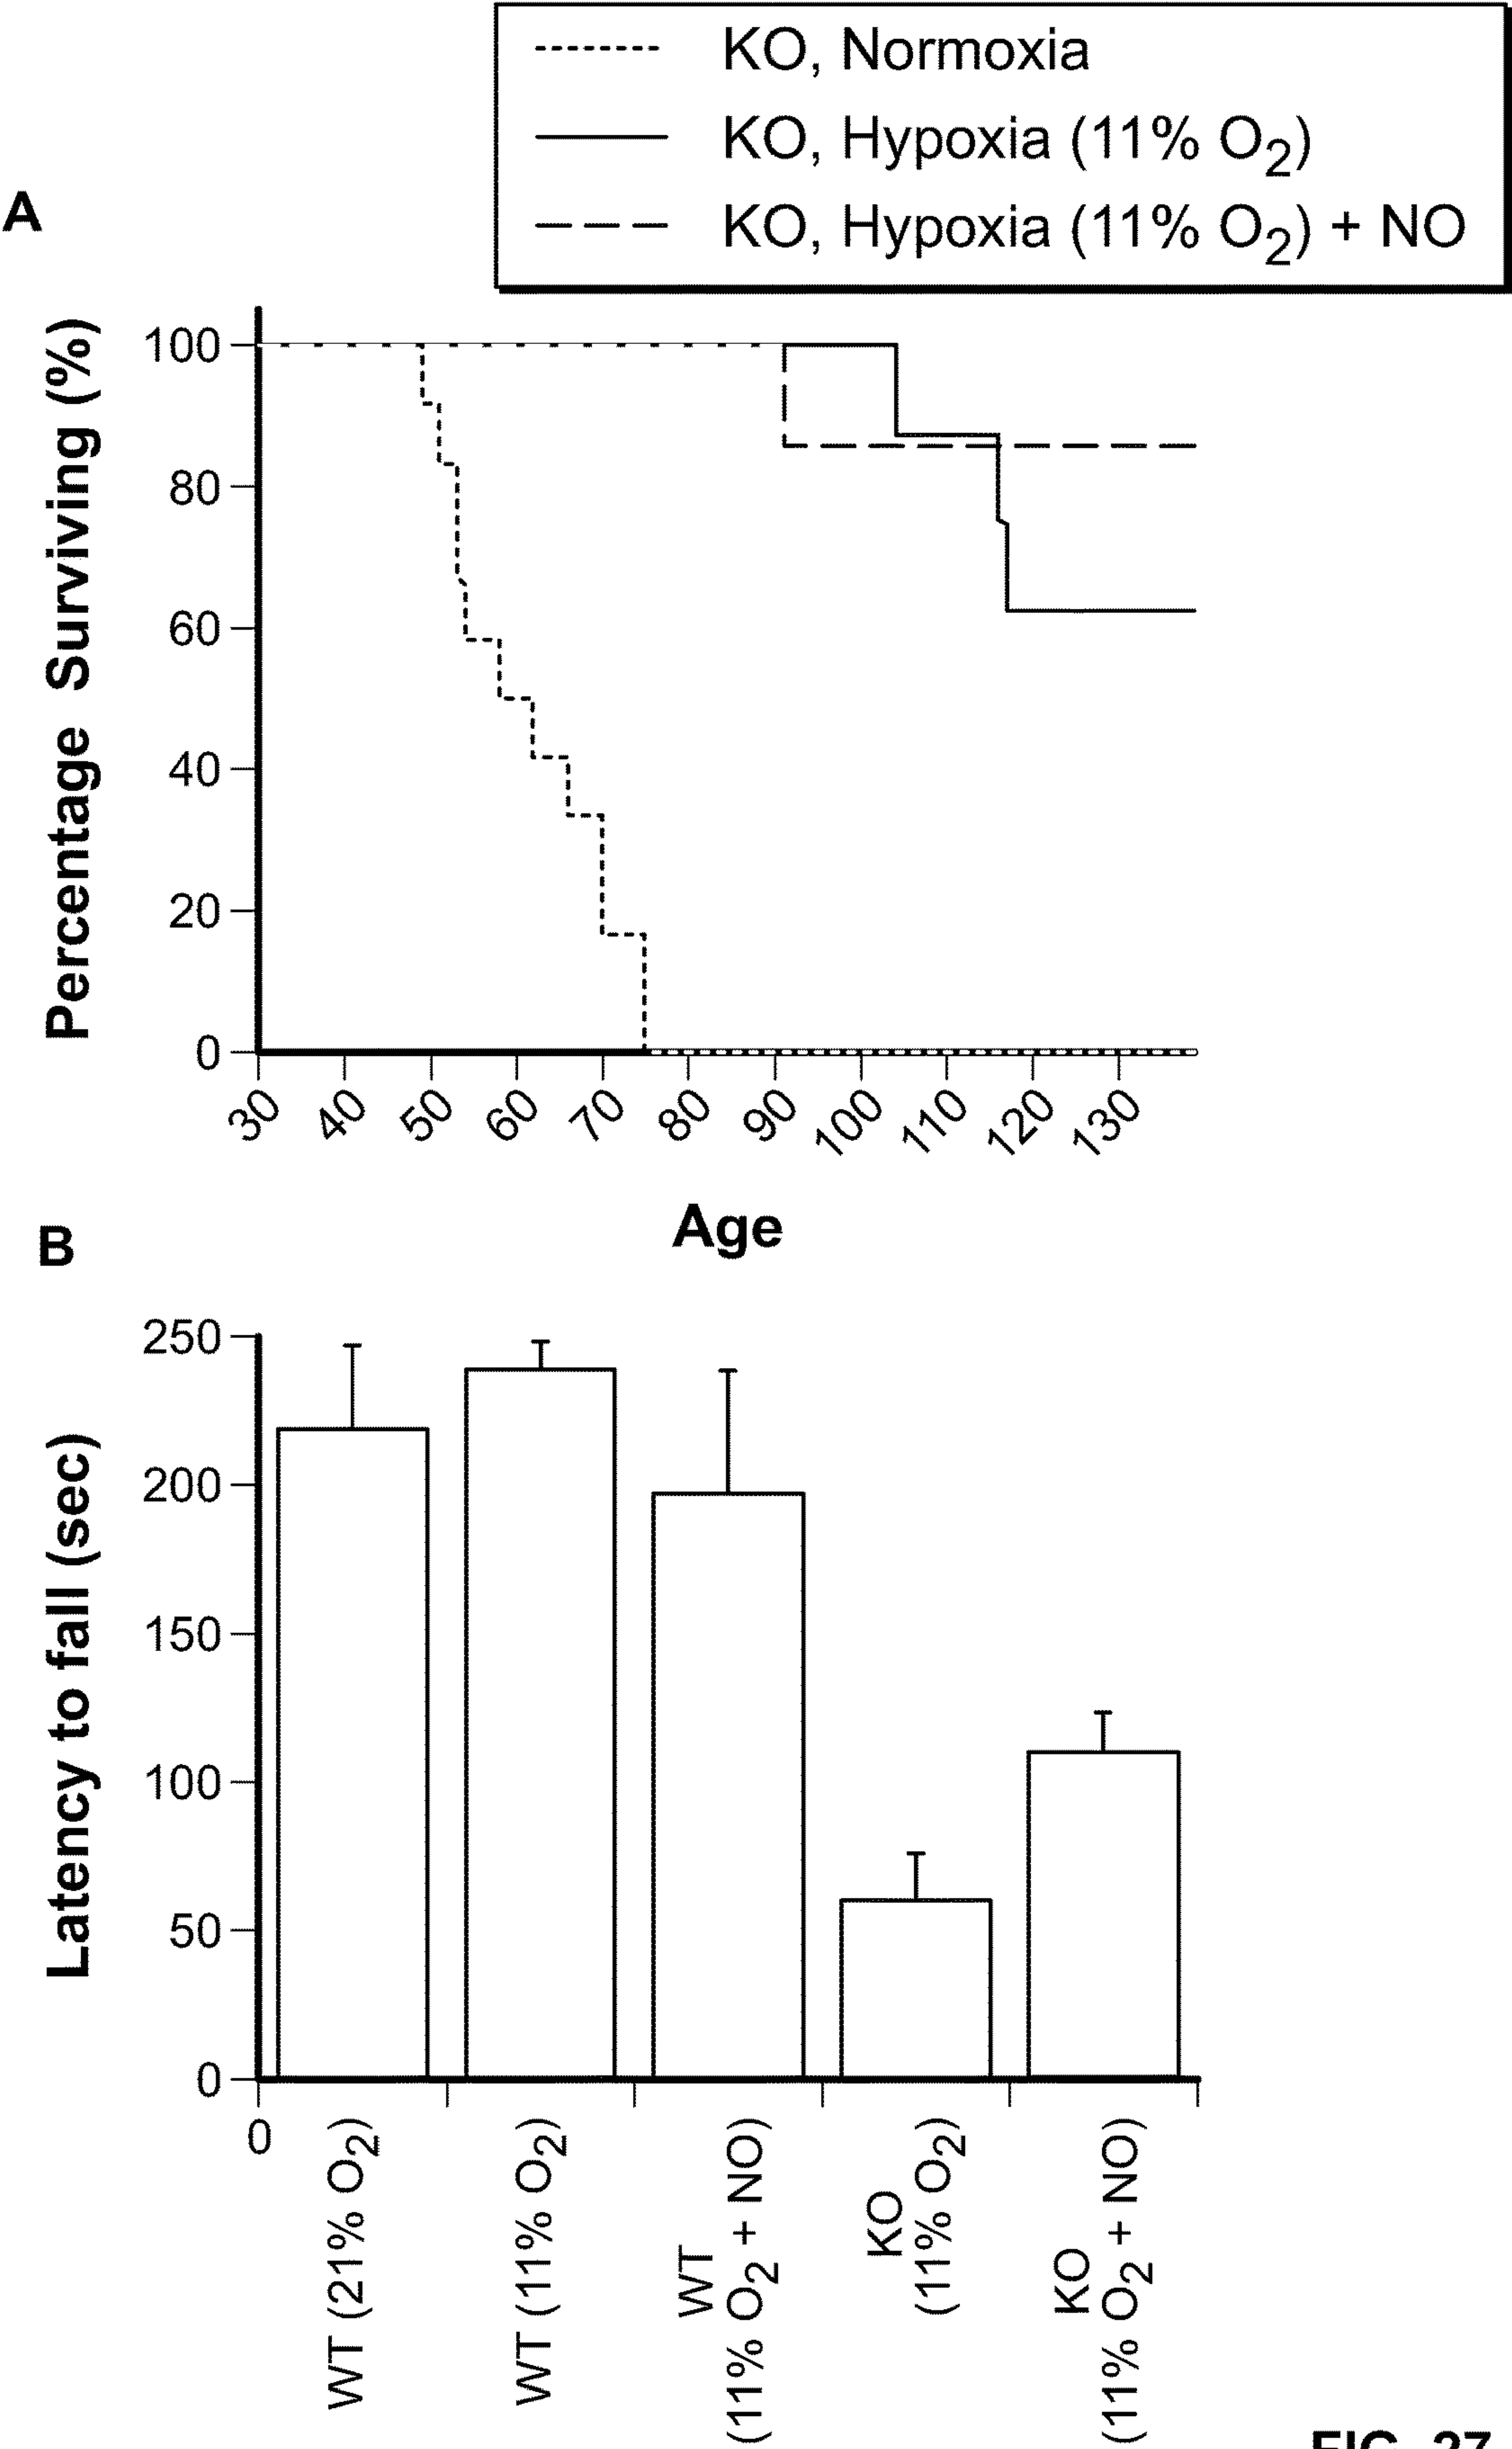 KO, Normoxia
KO, Hypoxia (11% O2)
KO, Hypoxia (11% O2) + NO
A
Percentage Surviving (%)
100
80
60
40
20
0
30 40 50 60 70 80 90 100 110 120 130
Age
B
Latency to fall (sec)
250
200
150
100
50
0
0
WT (21% O2)
WT (11% O2)
WT
(11% O2 + NO)
KO
(11% O2)
KO
(11% O2 + NO)
FIG. 27